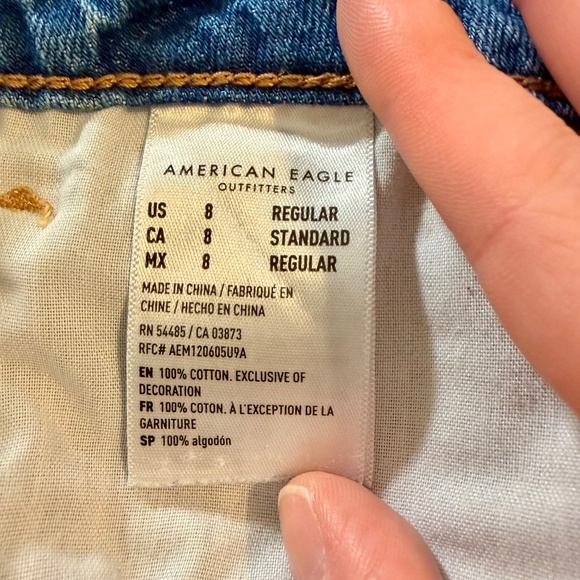 AMERICAN EAGLE
OUTFITTERS
US 8 REGULAR
CA 8 STANDARD
MX 8 REGULAR
MADE IN CHINA / FABRIQUÉ EN
CHINE / HECHO EN CHINA
RN 54485 / CA 03873
RFC# AEM120605U9A
EN 100% COTTON. EXCLUSIVE OF
DECORATION
FR 100% COTON. À L'EXCEPTION DE LA
GARNITURE
SP 100% algodón